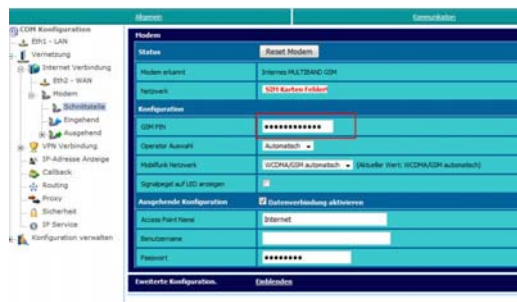 Allgemein
Kommunikation
COM Konfiguration
Eth1 - LAN
Vernetzung
Internet Verbindung
Eth2 - WAN
Modem
Schnittstelle
Eingehend
Ausgehend
VPN Verbindung
IP-Adresse Anzeige
Callback
Routing
Proxy
Sicherheit
IP Service
Konfiguration verwalten
Modem
Status
Reset Modem
Modem erkannt
Internes MULTIBAND GSM
Netzwerk
SIM Karten Fehler!
Konfiguration
GSM PIN
Operator Auswahl
Automatisch
Mobilfunk Netzwerk
WCDMA/GSM automatisch (Aktueller Wert: WCDMA/GSM automatisch)
Signalpegel auf LED anzeigen
Ausgehende Konfiguration
Datenverbindung aktivieren
Access Point Name
Internet
Benutzername
Passwort
Eweiterte Konfiguration.
Einblenden